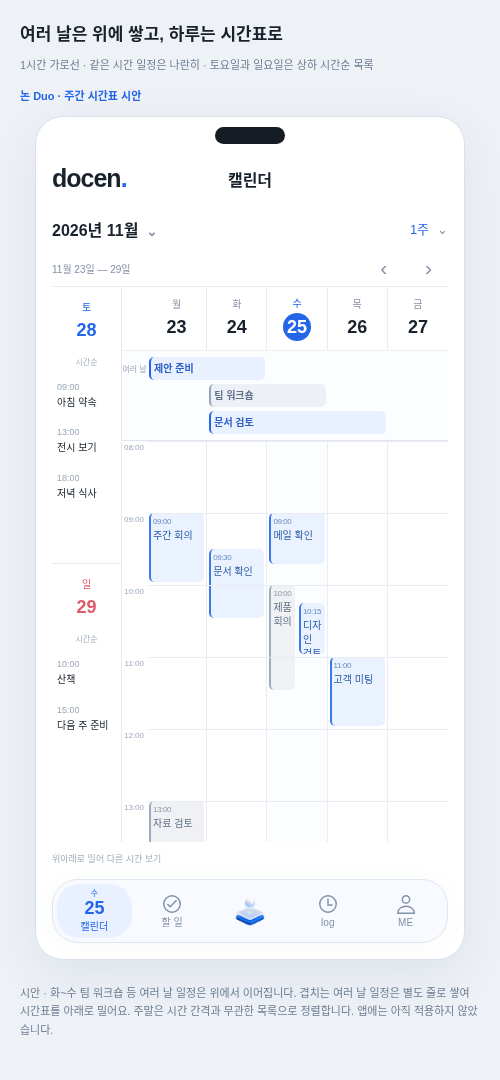 여러 날은 위에 쌓고, 하루는 시간표로
1시간 가로선 · 같은 시간 일정은 나란히 · 토요일과 일요일은 상하 시간순 목록
논 Duo · 주간 시간표 시안
docen.
캘린더
2026년 11월
1주
11월 23일 — 29일
토
28
시간순
09:00
아침 약속
13:00
전시 보기
18:00
저녁 식사
일
29
시간순
10:00
산책
15:00
다음 주 준비
월
23
화
24
수
25
목
26
금
27
여러 날
제안 준비
팀 워크숍
문서 검토
08:00
09:00
10:00
11:00
12:00
13:00
09:00
주간 회의
13:00
자료 검토
09:30
문서 확인
09:00
메일 확인
10:00
제품
회의
10:15
디자
인
검토
11:00
고객 미팅
위아래로 밀어 다른 시간 보기
수
25
캘린더
할 일
log
ME
시안 · 화~수 팀 워크숍 등 여러 날 일정은 위에서 이어집니다. 겹치는 여러 날 일정은 별도 줄로 쌓여
시간표를 아래로 밀어요. 주말은 시간 간격과 무관한 목록으로 정렬합니다. 앱에는 아직 적용하지 않았
습니다.